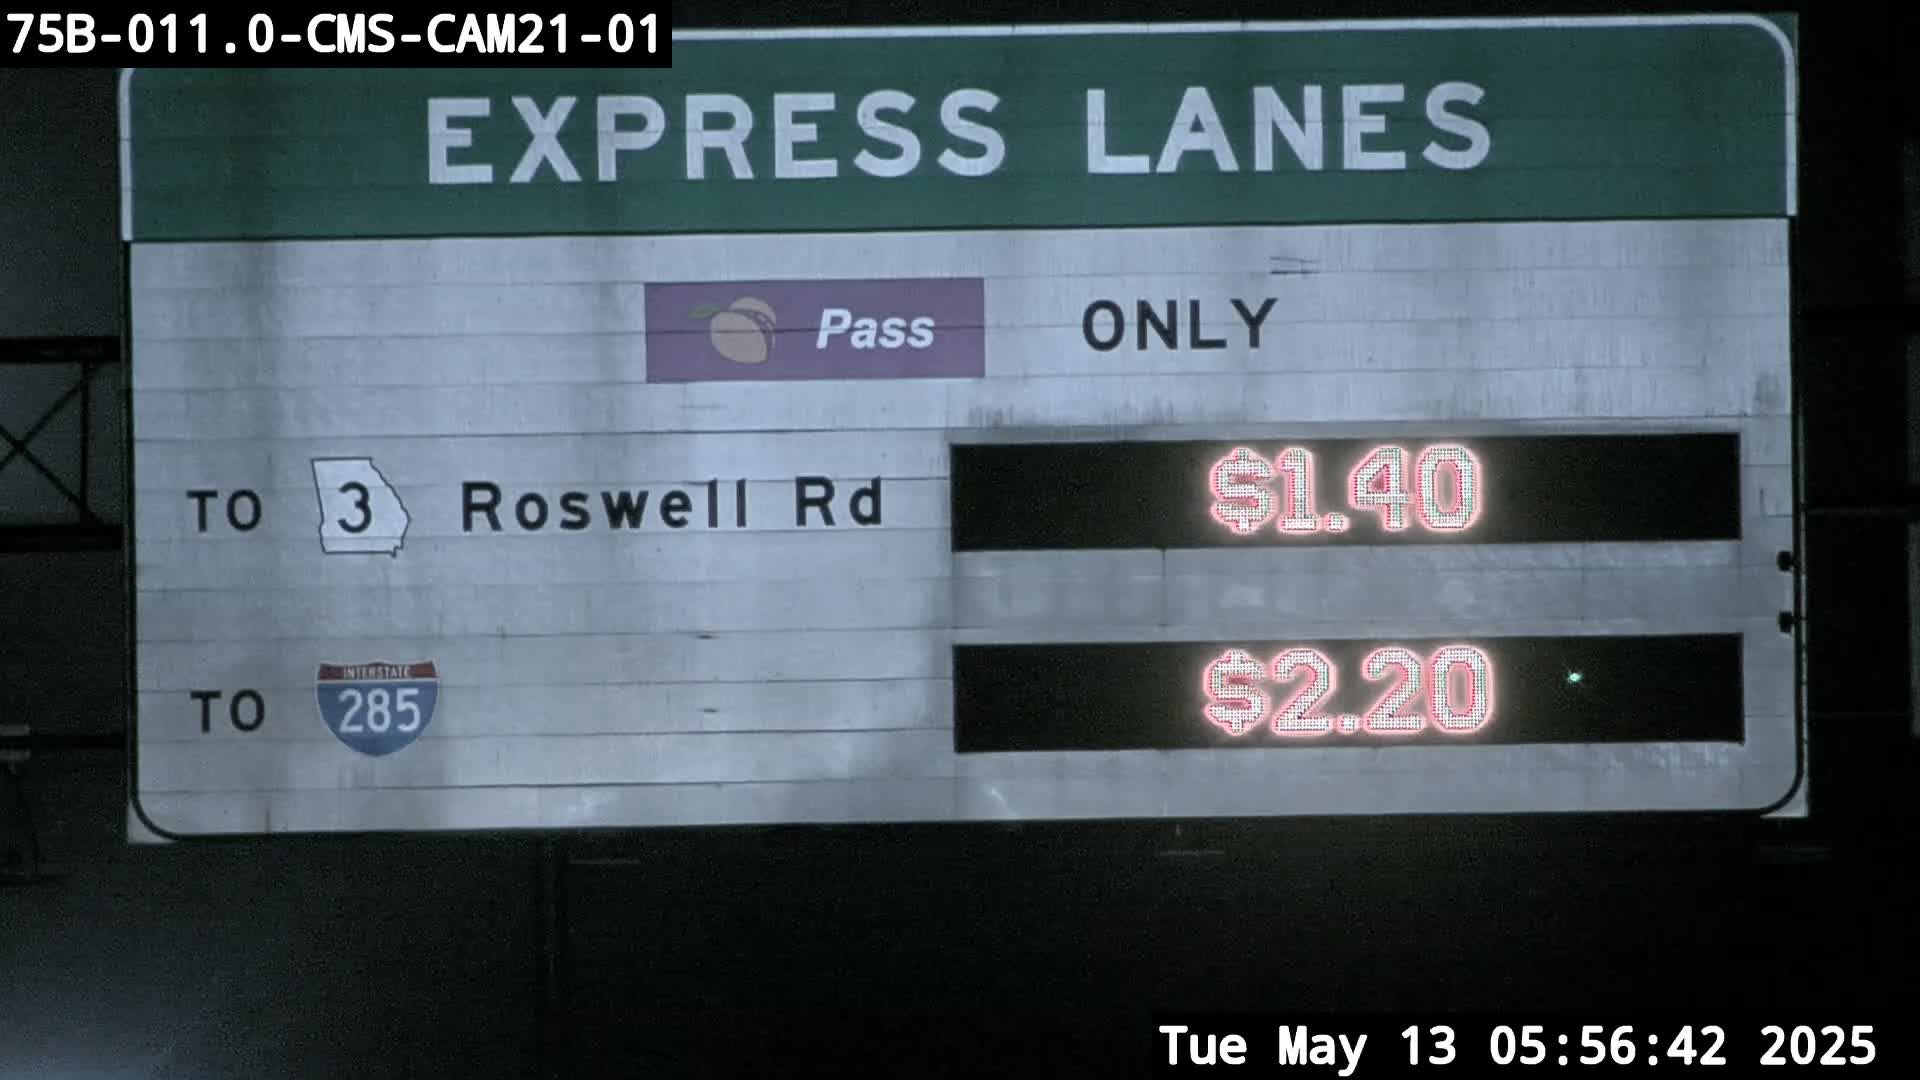 75B-011.0-CMS-CAM21-01
EXPRESS LANES
Pass ONLY
TO 3 Roswell Rd $1.40
INTERSTATE
TO 285 $2.20
Tue May 13 05:56:42 2025